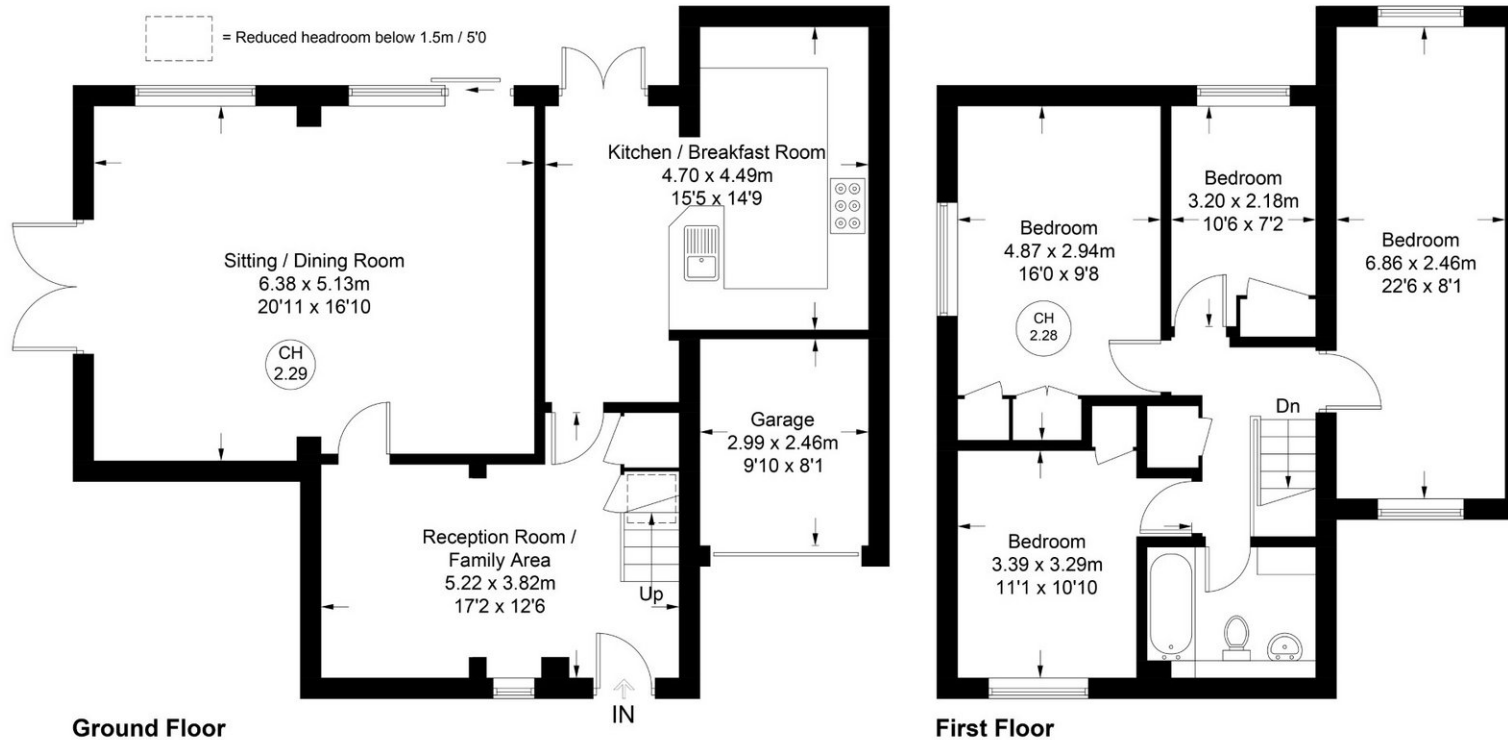 = Reduced headroom below 1.5m / 5'0
Sitting / Dining Room
6.38 x 5.13m
20'11 x 16'10
CH
2.29
Kitchen / Breakfast Room
4.70 x 4.49m
15'5 x 14'9
Garage
2.99 x 2.46m
9'10 x 8'1
Reception Room /
Family Area
5.22 x 3.82m
17'2 x 12'6
Up
IN
Ground Floor
Bedroom
4.87 x 2.94m
16'0 x 9'8
CH
2.28
Bedroom
3.20 x 2.18m
10'6 x 7'2
Bedroom
6.86 x 2.46m
22'6 x 8'1
Dn
Bedroom
3.39 x 3.29m
11'1 x 10'10
First Floor